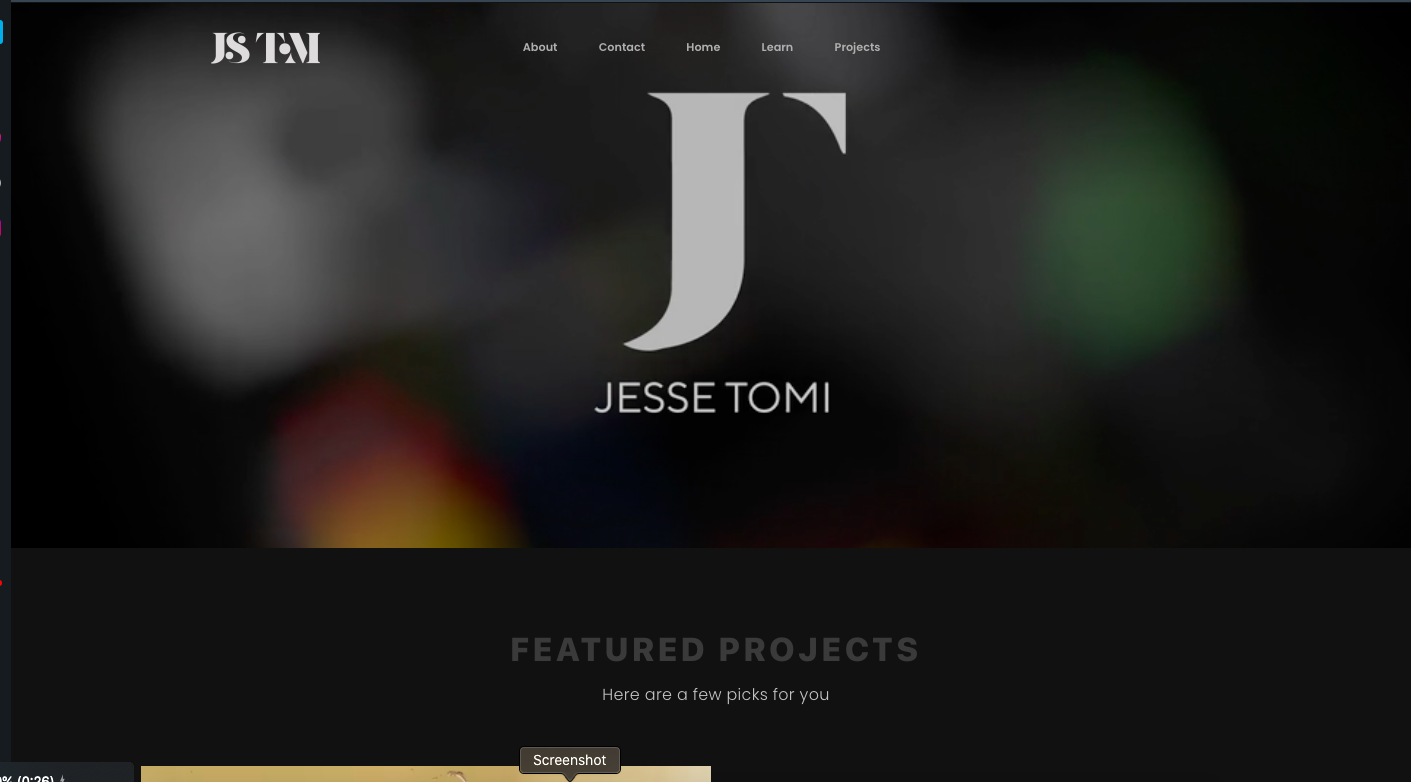 JS TOM
About Contact Home Learn Projects
JESSE TOMI
FEATURED PROJECTS
Here are a few picks for you
Screenshot
% (0:26)